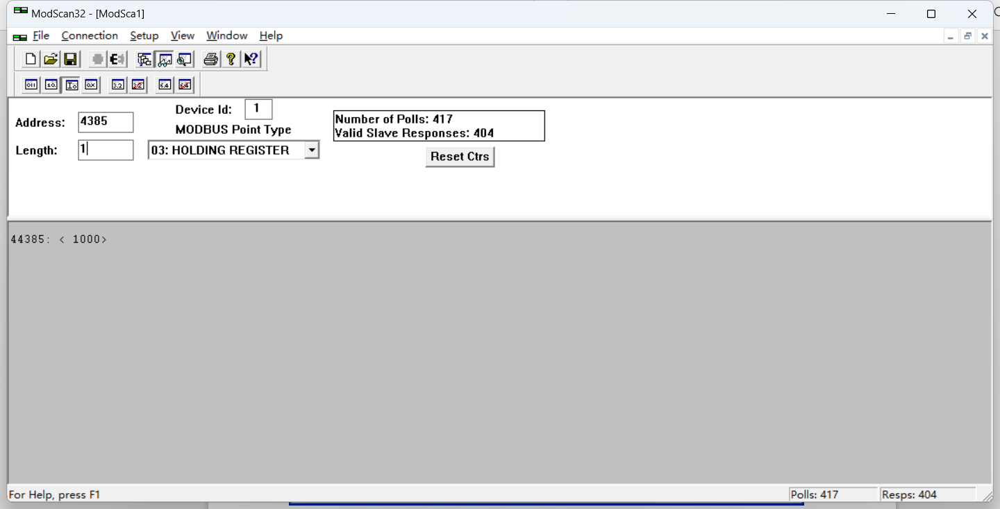 ModScan32 - [ModSca1]
File Connection Setup View Window Help
Address: 4385
Device Id: 1
MODBUS Point Type
Length: 1
03: HOLDING REGISTER
Number of Polls: 417
Valid Slave Responses: 404
Reset Ctrs
44385: < 1000>
For Help, press F1
Polls: 417
Resps: 404